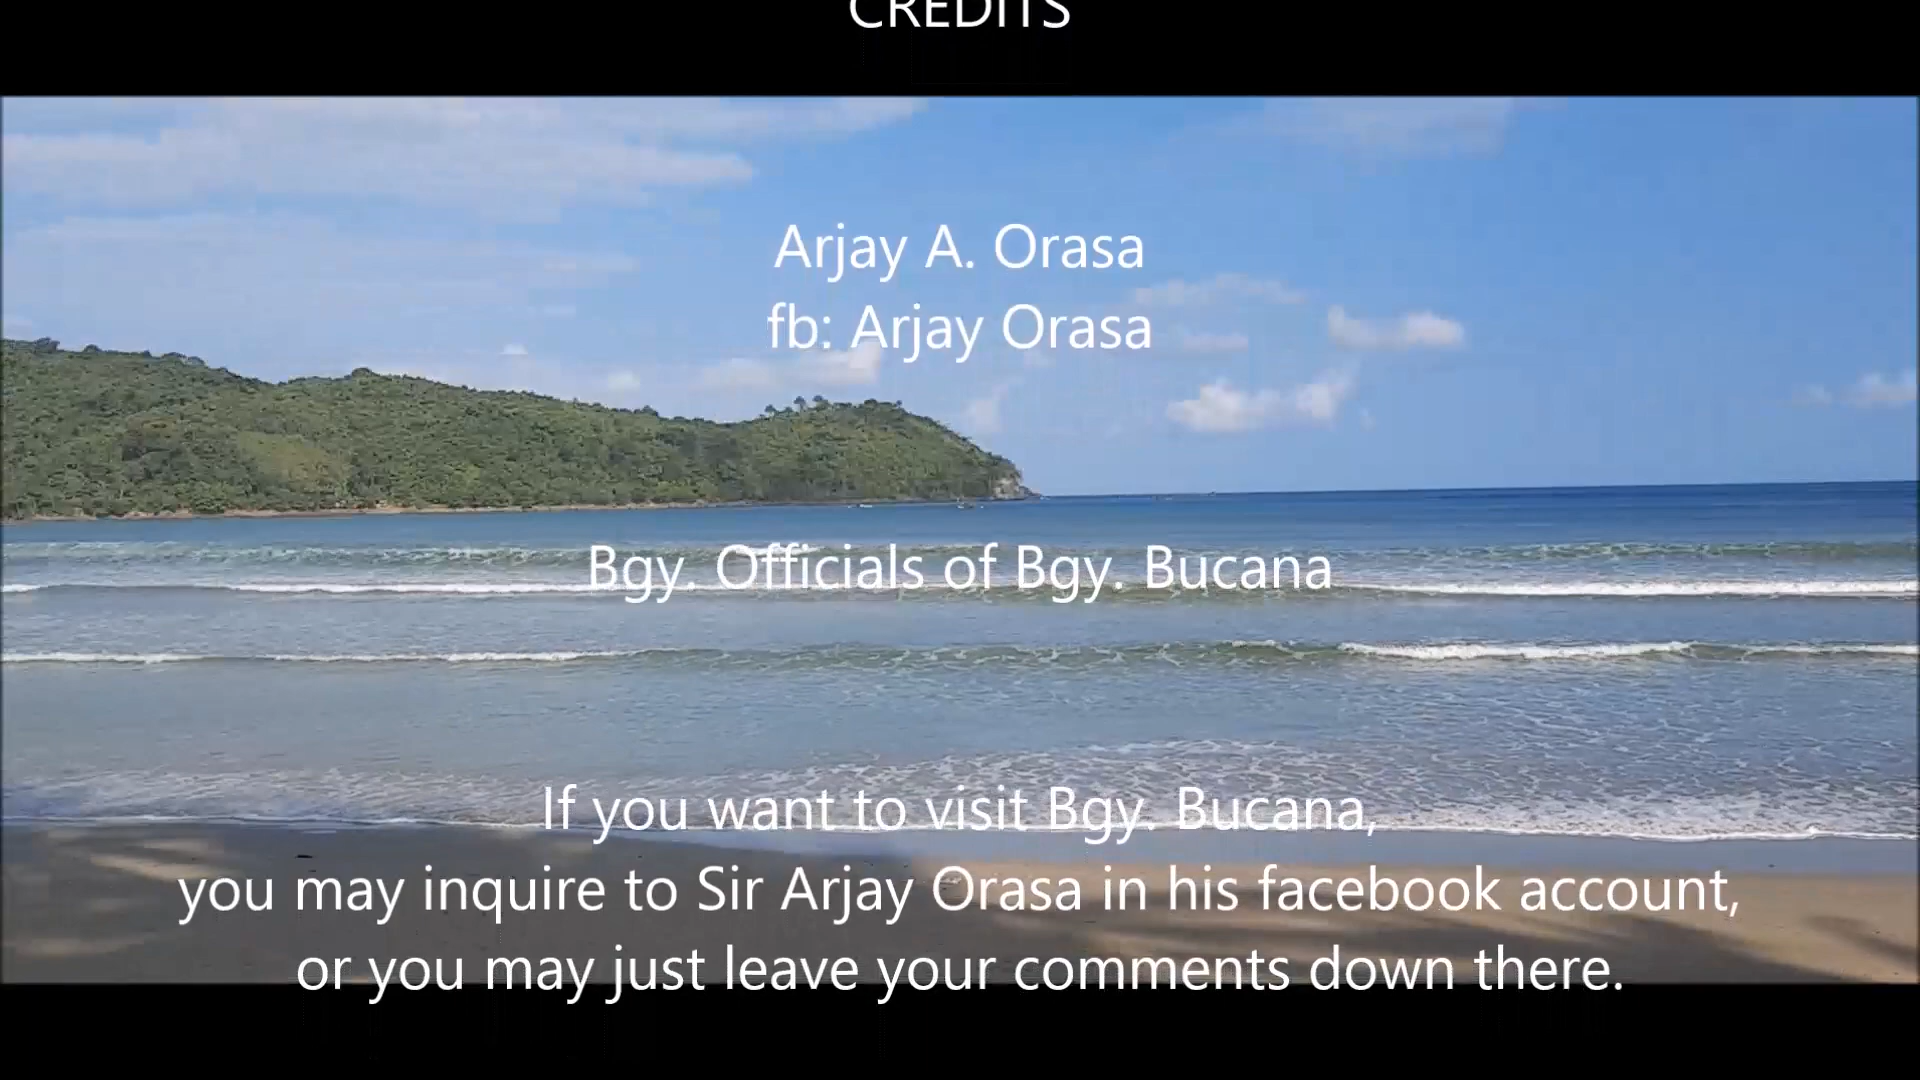 CREDITS
Arjay A. Orasa
fb: Arjay Orasa
Bgy. Officials of Bgy. Bucana
If you want to visit Bgy. Bucana,
you may inquire to Sir Arjay Orasa in his facebook account,
or you may just leave your comments down there.